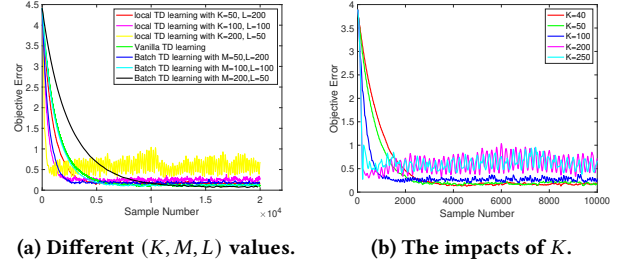 4.5
4
3.5
3
2.5
2
1.5
1
0.5
0
Objective Error
local TD learning with K=50, L=200
local TD learning with K=100, L=100
local TD learning with K=200, L=50
Vanilla TD learning
Batch TD learning with M=50,L=200
Batch TD learning with M=100,L=100
Batch TD learning with M=200,L=50
0 0.5 1 1.5 2 2.5
Sample Number
×10⁴
(a) Different (K, M, L) values.
4
3.5
3
2.5
2
1.5
1
0.5
0
Objective Error
K=40
K=50
K=100
K=200
K=250
0 2000 4000 6000 8000 10000
Sample Number
(b) The impacts of K.